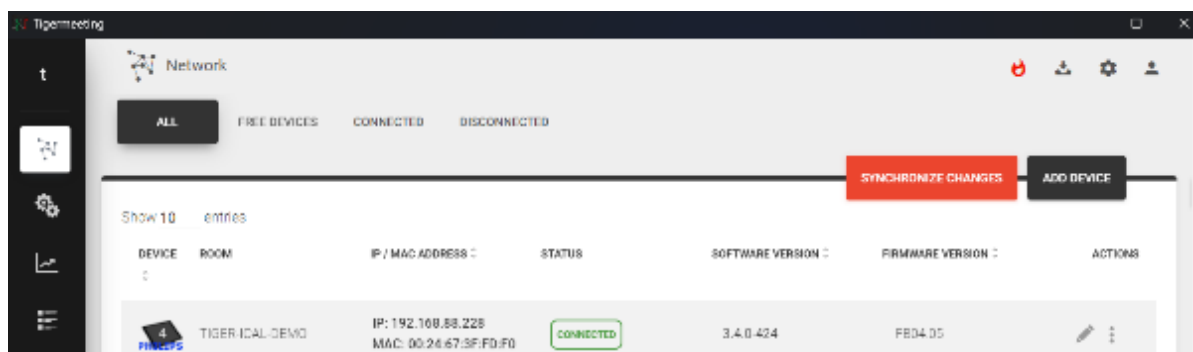 Tigermeeting
t
Network
ALL FREE DEVICES CONNECTED DISCONNECTED
SYNCHRONIZE CHANGES ADD DEVICE
Show 10 entries
DEVICE ROOM IP / MAC ADDRESS STATUS SOFTWARE VERSION FIRMWARE VERSION ACTIONS
4
PHILIPS
TIGER-ICAL-DEMO
IP: 192.168.88.228
MAC: 00:24:67:3F:FD:F0
CONNECTED
3.4.0-424
FB04.05